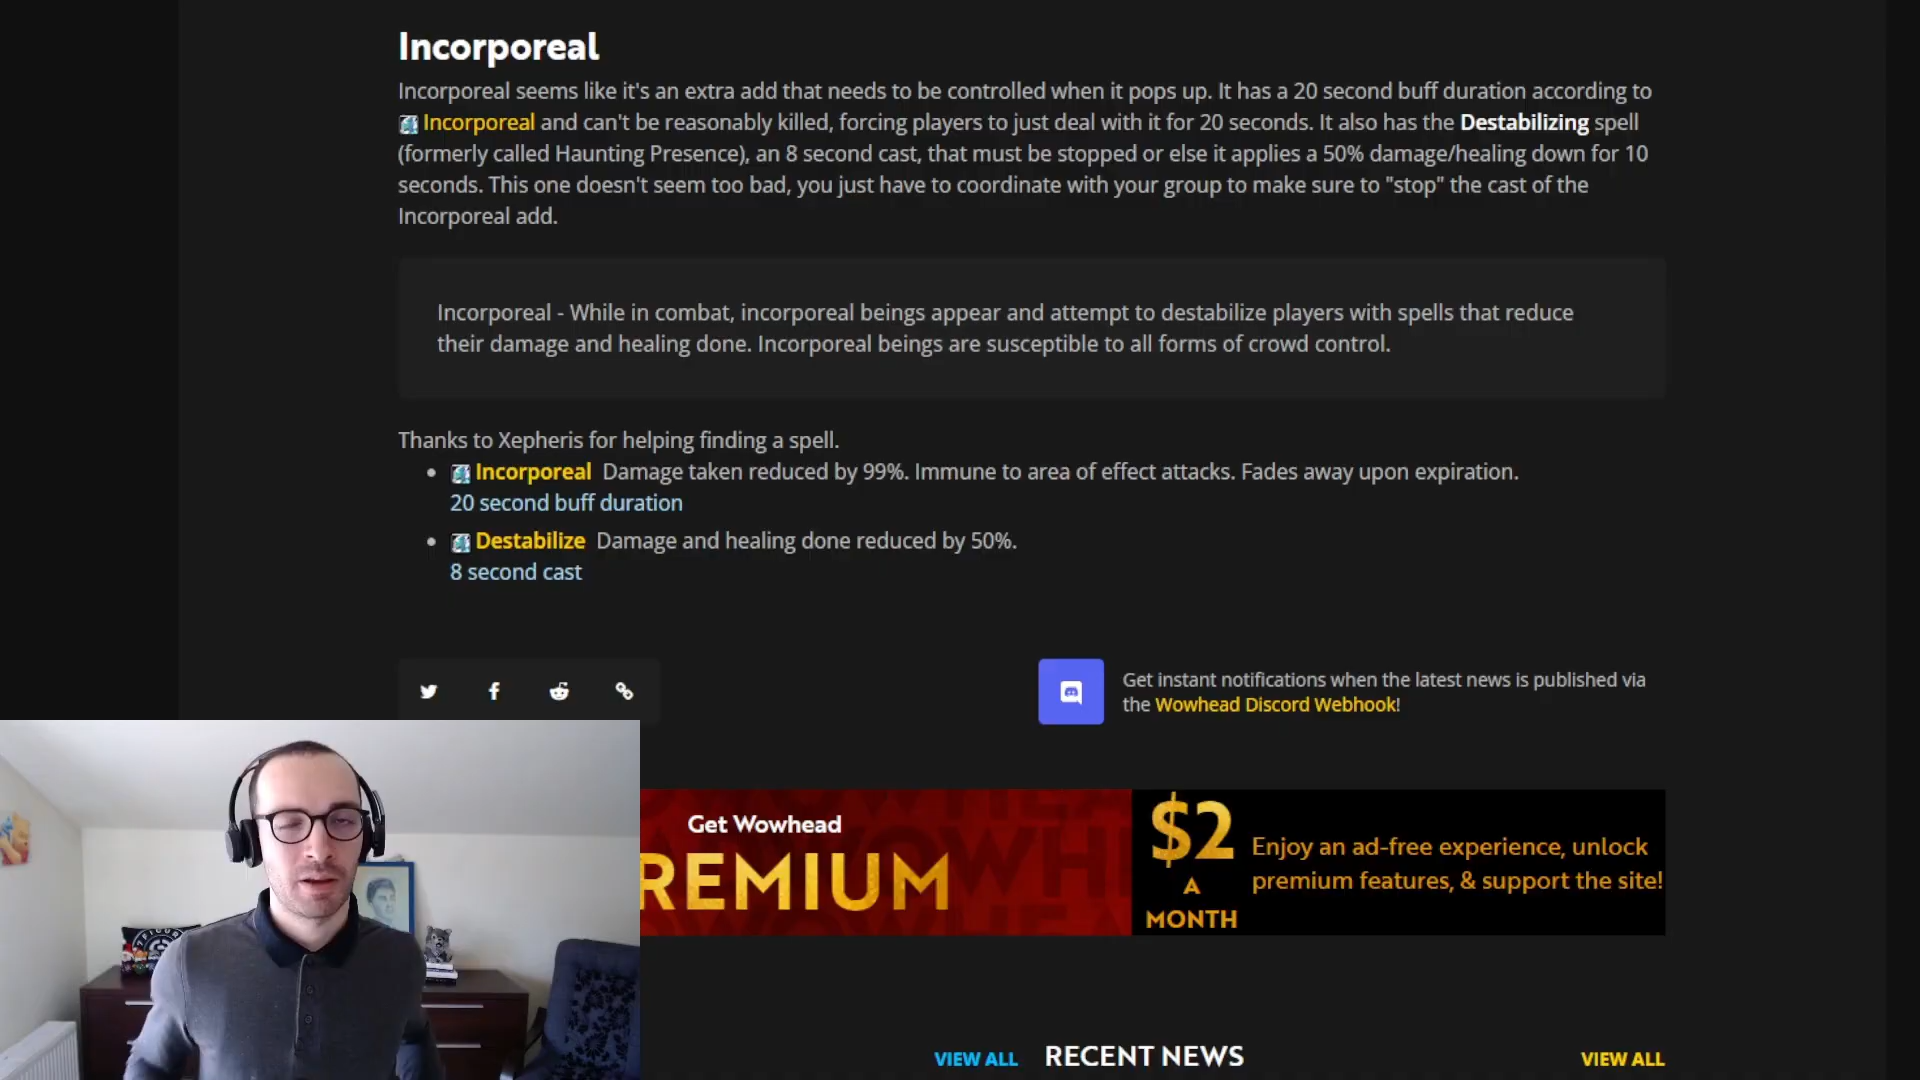 Incorporeal
Incorporeal seems like it's an extra add that needs to be controlled when it pops up. It has a 20 second buff duration according to
Incorporeal and can't be reasonably killed, forcing players to just deal with it for 20 seconds. It also has the Destabilizing spell
(formerly called Haunting Presence), an 8 second cast, that must be stopped or else it applies a 50% damage/healing down for 10
seconds. This one doesn't seem too bad, you just have to coordinate with your group to make sure to "stop" the cast of the
Incorporeal add.
Incorporeal - While in combat, incorporeal beings appear and attempt to destabilize players with spells that reduce
their damage and healing done. Incorporeal beings are susceptible to all forms of crowd control.
Thanks to Xepheris for helping finding a spell.
• Incorporeal Damage taken reduced by 99%. Immune to area of effect attacks. Fades away upon expiration.
20 second buff duration
• Destabilize Damage and healing done reduced by 50%.
8 second cast
Get instant notifications when the latest news is published via
the Wowhead Discord Webhook!
Get Wowhead
REMIUM
$2
A
MONTH
Enjoy an ad-free experience, unlock
premium features, & support the site!
VIEW ALL
RECENT NEWS
VIEW ALL